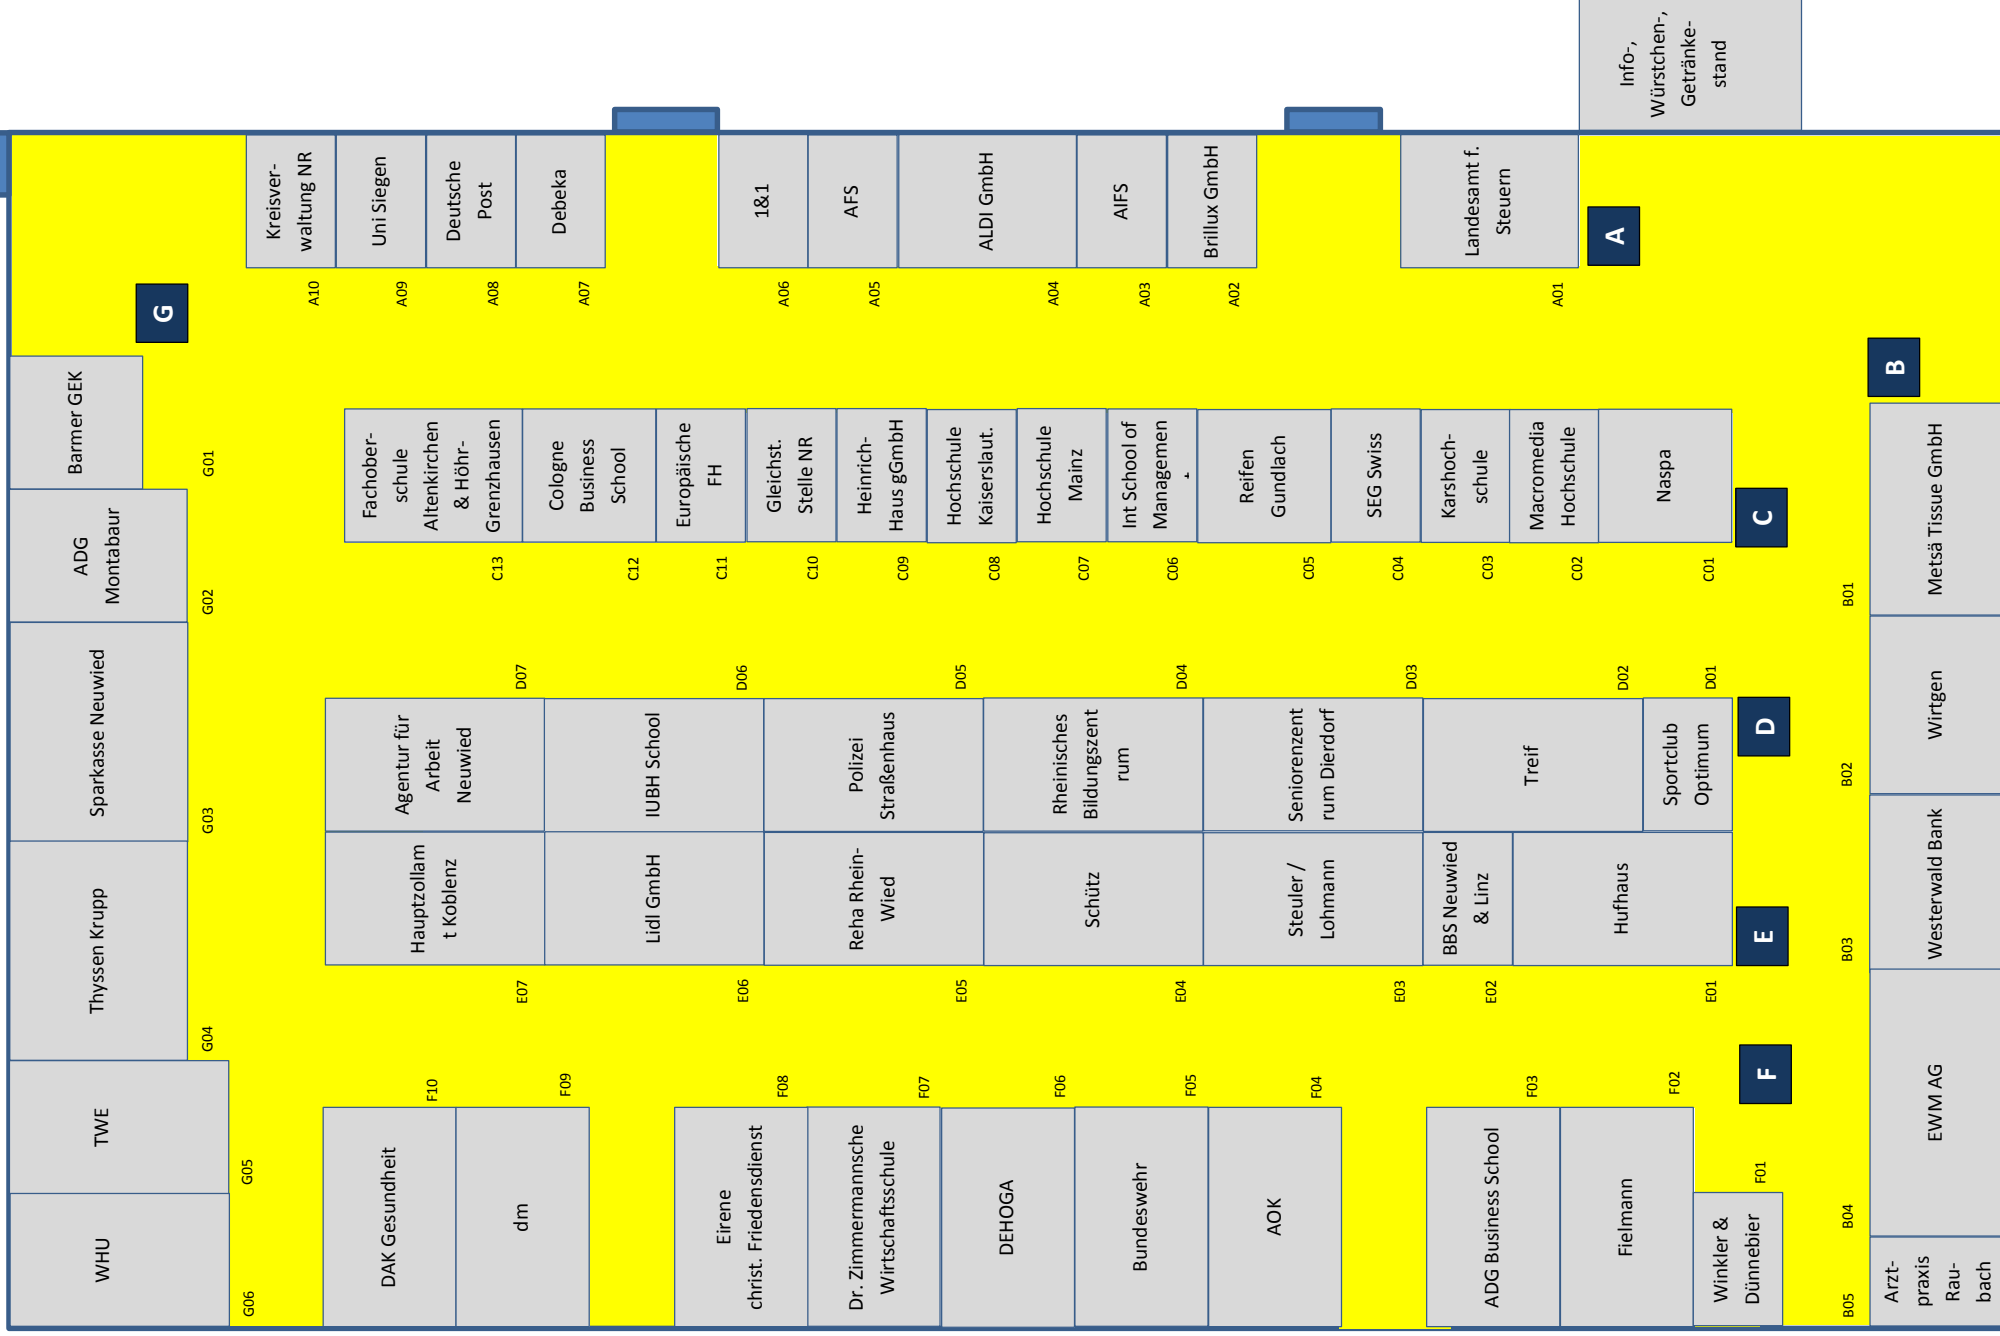 Info-,
Würstchen-,
Getränke-
stand
Kreisver-
waltung NR
Uni Siegen
Deutsche
Post
Debeka
1&1
AFS
ALDI GmbH
AIFS
Brillux GmbH
Landesamt f.
Steuern
A
A10
A09
A08
A07
A06
A05
A04
A03
A02
A01
G
Barmer GEK
G01
ADG
Montabaur
G02
Sparkasse Neuwied
G03
Thyssen Krupp
G04
TWE
G05
WHU
G06
Fachober-
schule
Altenkirchen
& Höhr-
Grenzhausen
Cologne
Business
School
Europäische
FH
Gleichst.
Stelle NR
Heinrich-
Haus gGmbH
Hochschule
Kaiserslaut.
Hochschule
Mainz
Int School of
Managemen
Reifen
Gundlach
SEG Swiss
Karshoch-
schule
Macromedia
Hochschule
Naspa
C
C13
C12
C11
C10
C09
C08
C07
C06
C05
C04
C03
C02
C01
D07
D06
D05
D04
D03
D02
D01
Agentur für
Arbeit
Neuwied
IUBH School
Polizei
Straßenhaus
Rheinisches
Bildungszent
rum
Seniorenzent
rum Dierdorf
Treif
Sportclub
Optimum
D
Hauptzollam
t Koblenz
Lidl GmbH
Reha Rhein-
Wied
Schütz
Steuler /
Lohmann
BBS Neuwied
& Linz
Hufhaus
E
E07
E06
E05
E04
E03
E02
E01
F
F10
F09
F08
F07
F06
F05
F04
F03
F02
F01
DAK Gesundheit
dm
Eirene
christ. Friedensdienst
Dr. Zimmermannsche
Wirtschaftsschule
DEHOGA
Bundeswehr
AOK
ADG Business School
Fielmann
Winkler &
Dünnebier
B
Metsä Tissue GmbH
B01
Wirtgen
B02
Westerwald Bank
B03
EWM AG
B04
Arzt-
praxis
Rau-
bach
B05